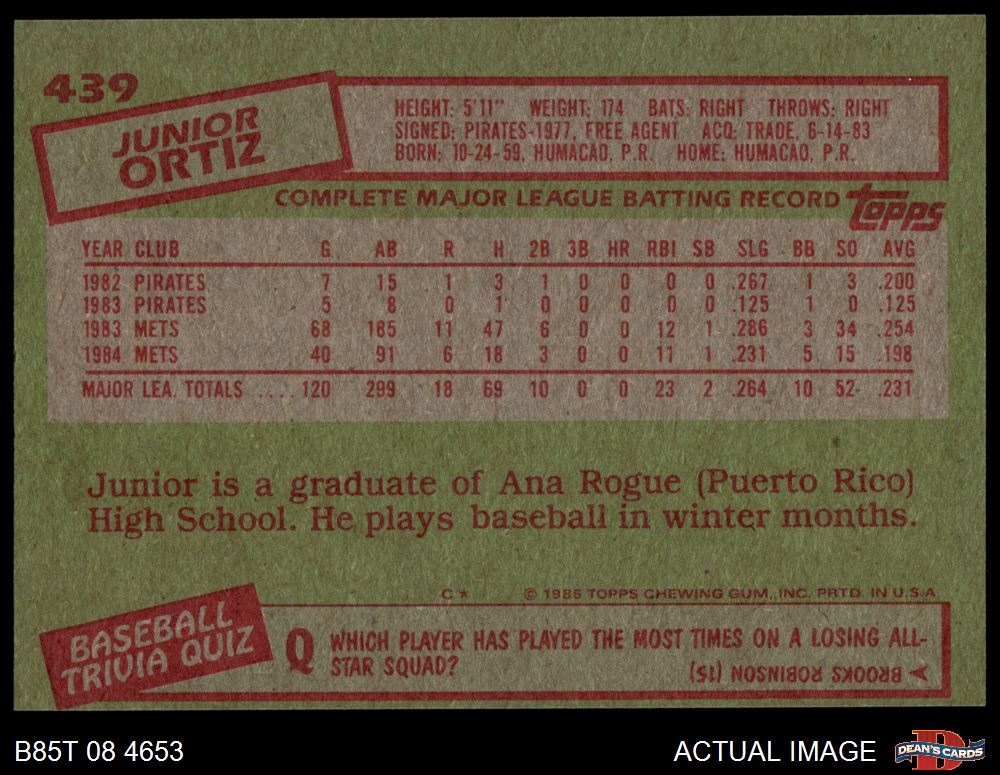 439
JUNIOR
ORTIZ
HEIGHT: 5'11" WEIGHT: 174 BATS: RIGHT THROWS: RIGHT
SIGNED: PIRATES-1977, FREE AGENT ACQ: TRADE, 6-14-83
BORN: 10-24-59, HUMACAO, P.R. HOME: HUMACAO, P.R.
COMPLETE MAJOR LEAGUE BATTING RECORD topps
YEAR CLUB G AB R H 2B 3B HR RBI SB SLG BB SO AVG
1982 PIRATES 7 15 1 3 1 0 0 0 0 .267 1 3 .200
1983 PIRATES 5 8 0 1 0 0 0 0 0 .125 1 0 .125
1983 METS 68 185 11 47 6 0 0 12 1 .286 3 34 .254
1984 METS 40 91 6 18 3 0 0 11 1 .231 5 15 .198
MAJOR LEA. TOTALS .... 120 299 18 69 10 0 0 23 2 .264 10 52 .231
Junior is a graduate of Ana Rogue (Puerto Rico)
High School. He plays baseball in winter months.
C* © 1985 TOPPS CHEWING GUM, INC. PRTD. IN U.S.A.
BASEBALL
TRIVIA QUIZ
Q WHICH PLAYER HAS PLAYED THE MOST TIMES ON A LOSING ALL-
STAR SQUAD?
BROOKS ROBINSON (15)
B85T 08 4653
ACTUAL IMAGE
D
DEAN'S CARDS